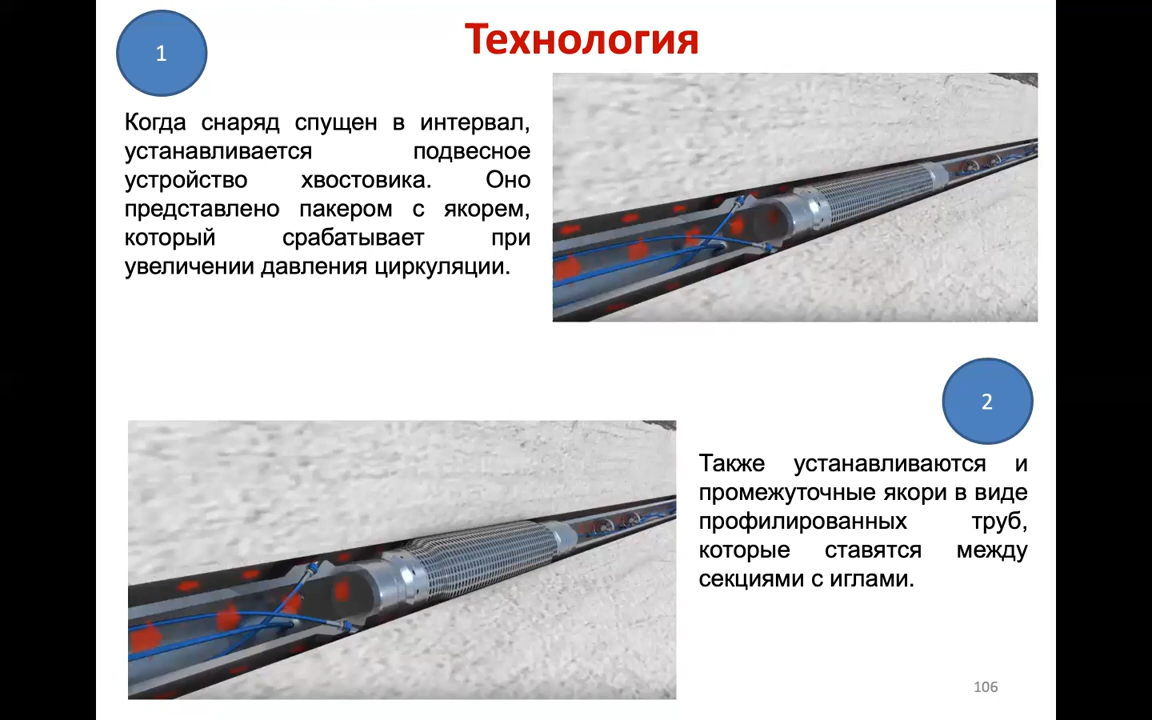 1
Технология
Когда снаряд спущен в интервал,
устанавливается подвесное
устройство хвостовика. Оно
представлено пакером с якорем,
который срабатывает при
увеличении давления циркуляции.
2
Также устанавливаются и
промежуточные якори в виде
профилированных труб,
которые ставятся между
секциями с иглами.
106